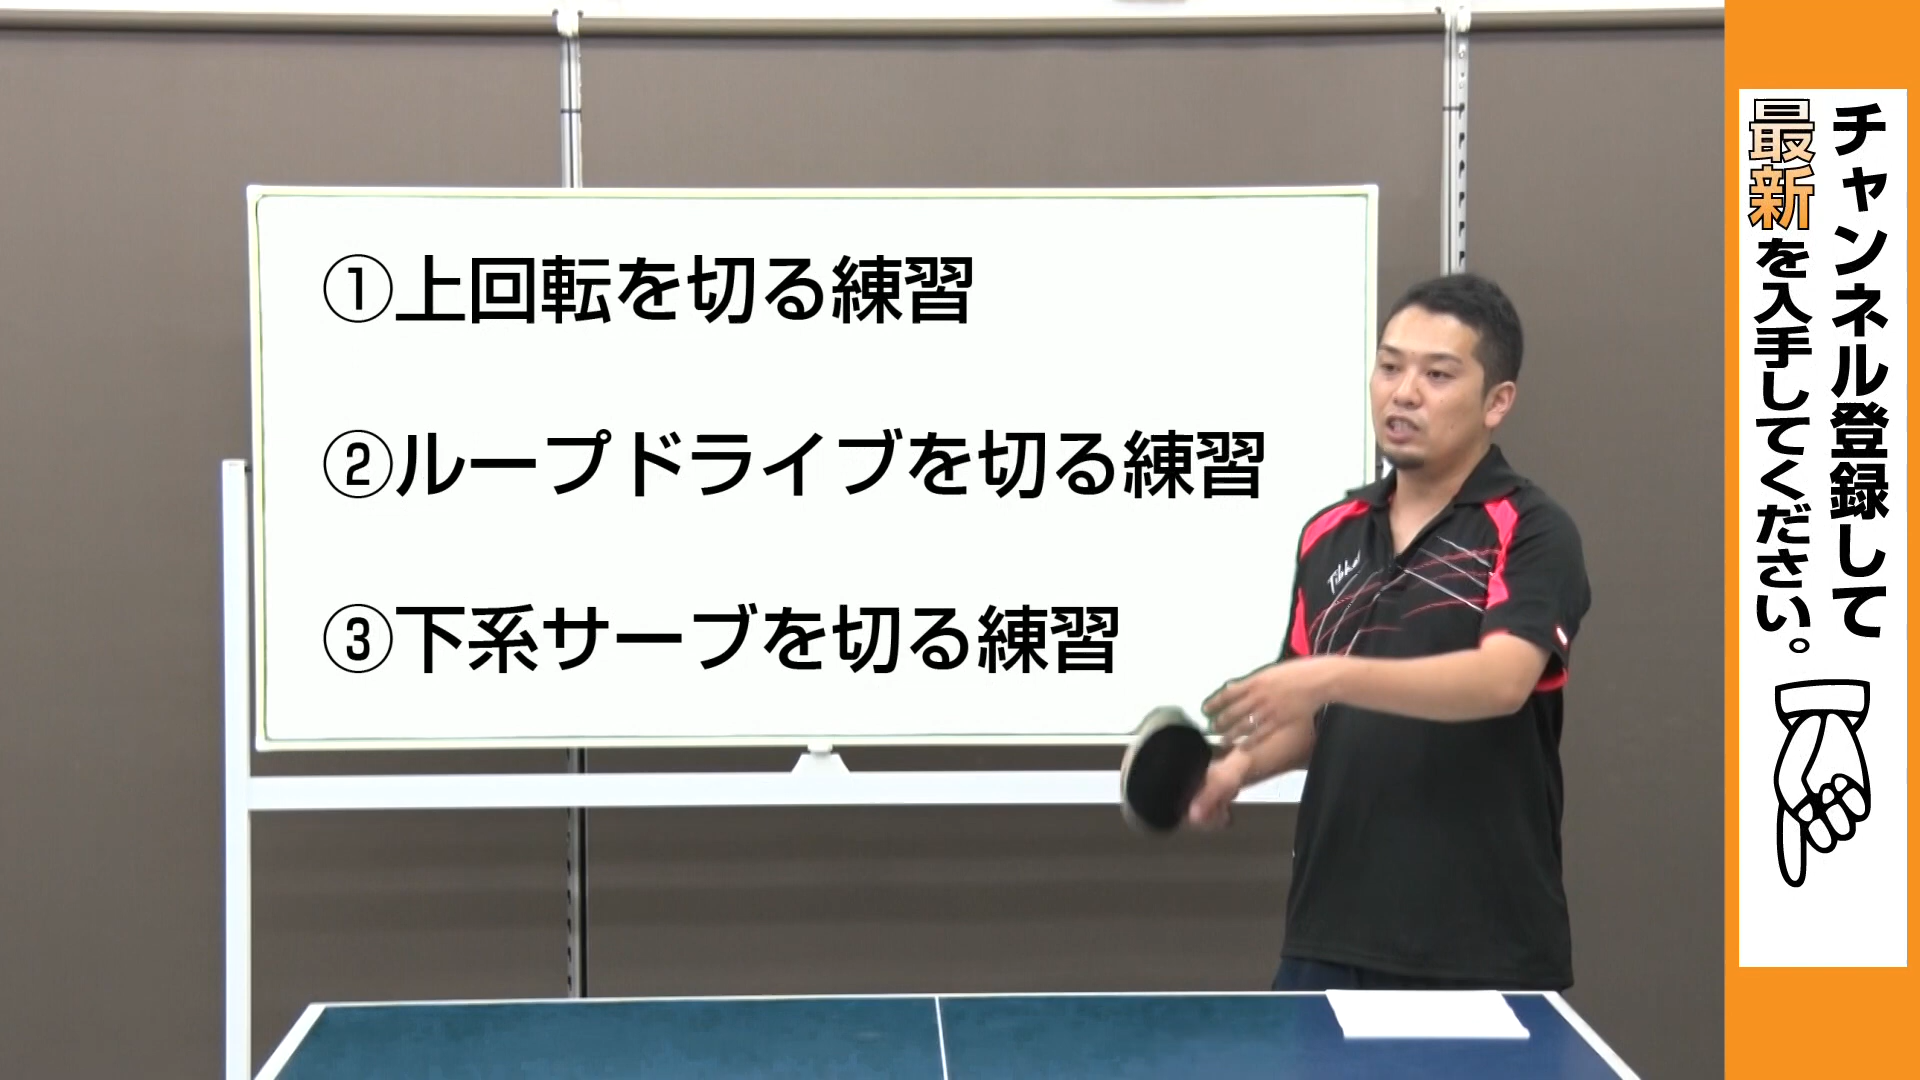 ①上回転を切る練習
②ループドライブを切る練習
③下系サーブを切る練習
チャンネル登録して
最新を入手してください。